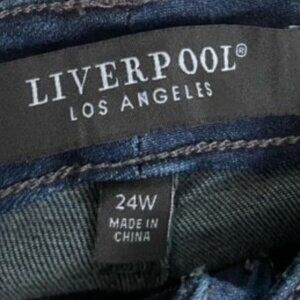 LIVERPOOL®
LOS ANGELES
24W
MADE IN
CHINA